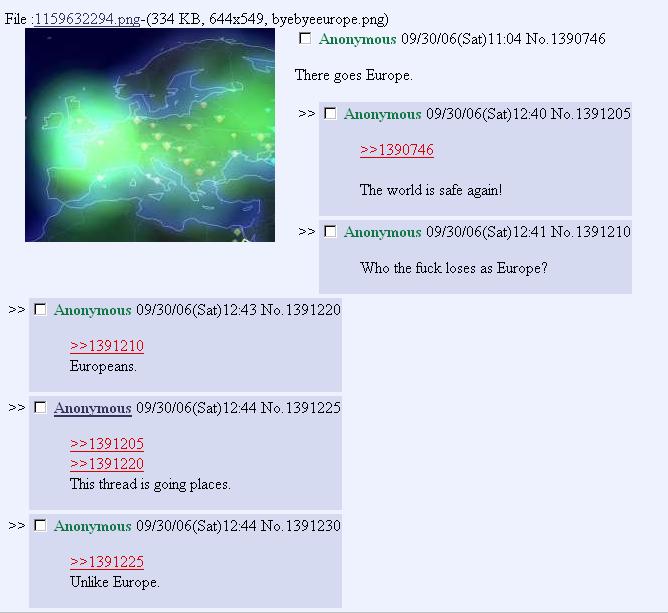 File :1159632294.png-(334 KB, 644x549, byebyeeurope.png)
Anonymous 09/30/06(Sat)11:04 No.1390746
There goes Europe.
>> Anonymous 09/30/06(Sat)12:40 No.1391205
>>1390746
The world is safe again!
>> Anonymous 09/30/06(Sat)12:41 No.1391210
Who the fuck loses as Europe?
>> Anonymous 09/30/06(Sat)12:43 No.1391220
>>1391210
Europeans.
>> Anonymous 09/30/06(Sat)12:44 No.1391225
>>1391205
>>1391220
This thread is going places.
>> Anonymous 09/30/06(Sat)12:44 No.1391230
>>1391225
Unlike Europe.